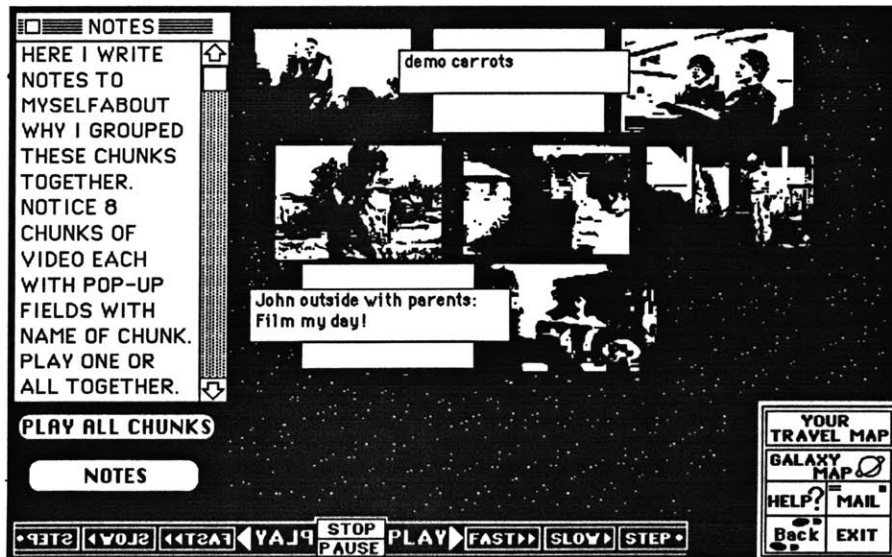 NOTES
HERE I WRITE
NOTES TO
MYSELFABOUT
WHY I GROUPED
THESE CHUNKS
TOGETHER.
NOTICE 8
CHUNKS OF
VIDEO EACH
WITH POP-UP
FIELDS WITH
NAME OF CHUNK.
PLAY ONE OR
ALL TOGETHER.
demo carrots
John outside with parents:
Film my day!
PLAY ALL CHUNKS
NOTES
YOUR
TRAVEL MAP
GALAXY
MAP
HELP?
MAIL
Back
EXIT
STEP SLOW FAST PLAY STOP PAUSE PLAY FAST SLOW STEP